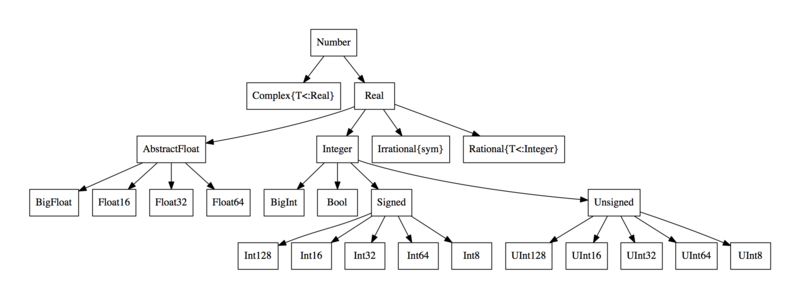 Number
Complex{T<:Real}
Real
AbstractFloat
Integer
Irrational{sym}
Rational{T<:Integer}
BigFloat
Float16
Float32
Float64
BigInt
Bool
Signed
Unsigned
Int128
Int16
Int32
Int64
Int8
UInt128
UInt16
UInt32
UInt64
UInt8